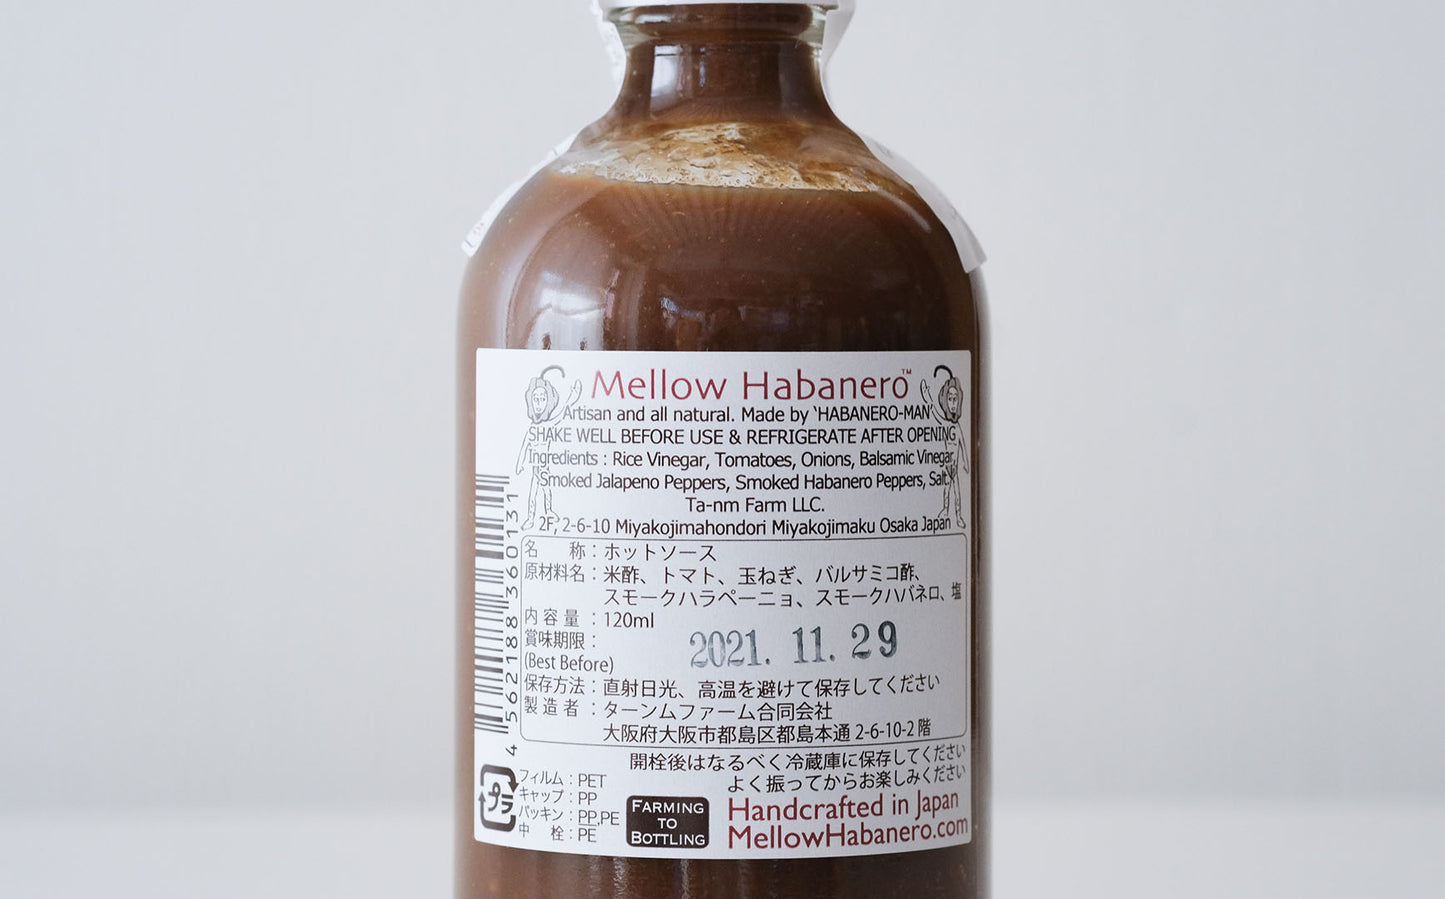 Mellow Habanero™
Artisan and all natural. Made by ‘HABANERO-MAN’
SHAKE WELL BEFORE USE & REFRIGERATE AFTER OPENING
Ingredients : Rice Vinegar, Tomatoes, Onions, Balsamic Vinegar,
Smoked Jalapeno Peppers, Smoked Habanero Peppers, Salt.
Ta-nm Farm LLC.
2F, 2-6-10 Miyakojimahondori Miyakojimaku Osaka Japan
名　　称：ホットソース
原材料名：米酢、トマト、玉ねぎ、バルサミコ酢、
スモークハラペーニョ、スモークハバネロ、塩
内 容 量 ：120ml
賞味期限：
(Best Before) 2021. 11. 29
保存方法：直射日光、高温を避けて保存してください
製 造 者 ：ターンムファーム合同会社
大阪府大阪市都島区都島本通 2-6-10-2 階
4 562188 360131
開栓後はなるべく冷蔵庫に保存してください
よく振ってからお楽しみください
プラ
フィルム：PET
キャップ：PP
パッキン：PP,PE
中　　栓：PE
FARMING
TO
BOTTLING
Handcrafted in Japan
MellowHabanero.com